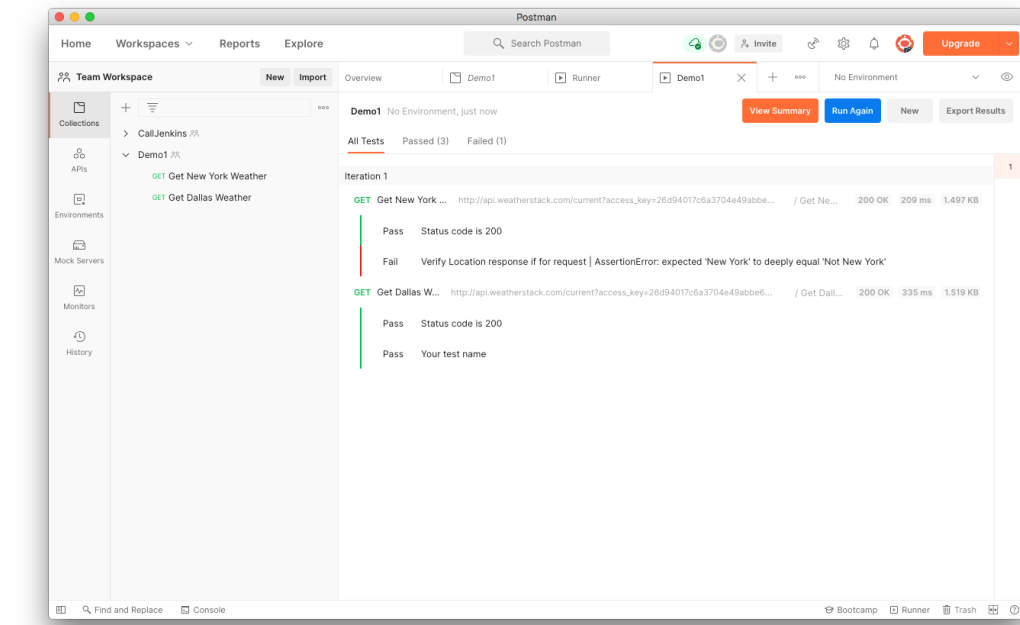 Postman
Home Workspaces Reports Explore Search Postman Invite Upgrade
Team Workspace New Import Overview Demo1 Runner Demo1 No Environment
Collections
APIs
Environments
Mock Servers
Monitors
History
CallJenkins
Demo1
GET Get New York Weather
GET Get Dallas Weather
Demo1 No Environment, just now View Summary Run Again New Export Results
All Tests Passed (3) Failed (1)
Iteration 1
1
GET Get New York ... http://api.weatherstack.com/current?access_key=26d94017c6a3704e49abbe... / Get Ne... 200 OK 209 ms 1.497 KB
Pass Status code is 200
Fail Verify Location response if for request | AssertionError: expected 'New York' to deeply equal 'Not New York'
GET Get Dallas W... http://api.weatherstack.com/current?access_key=26d94017c6a3704e49abbe6... / Get Dall... 200 OK 335 ms 1.519 KB
Pass Status code is 200
Pass Your test name
Find and Replace Console Bootcamp Runner Trash